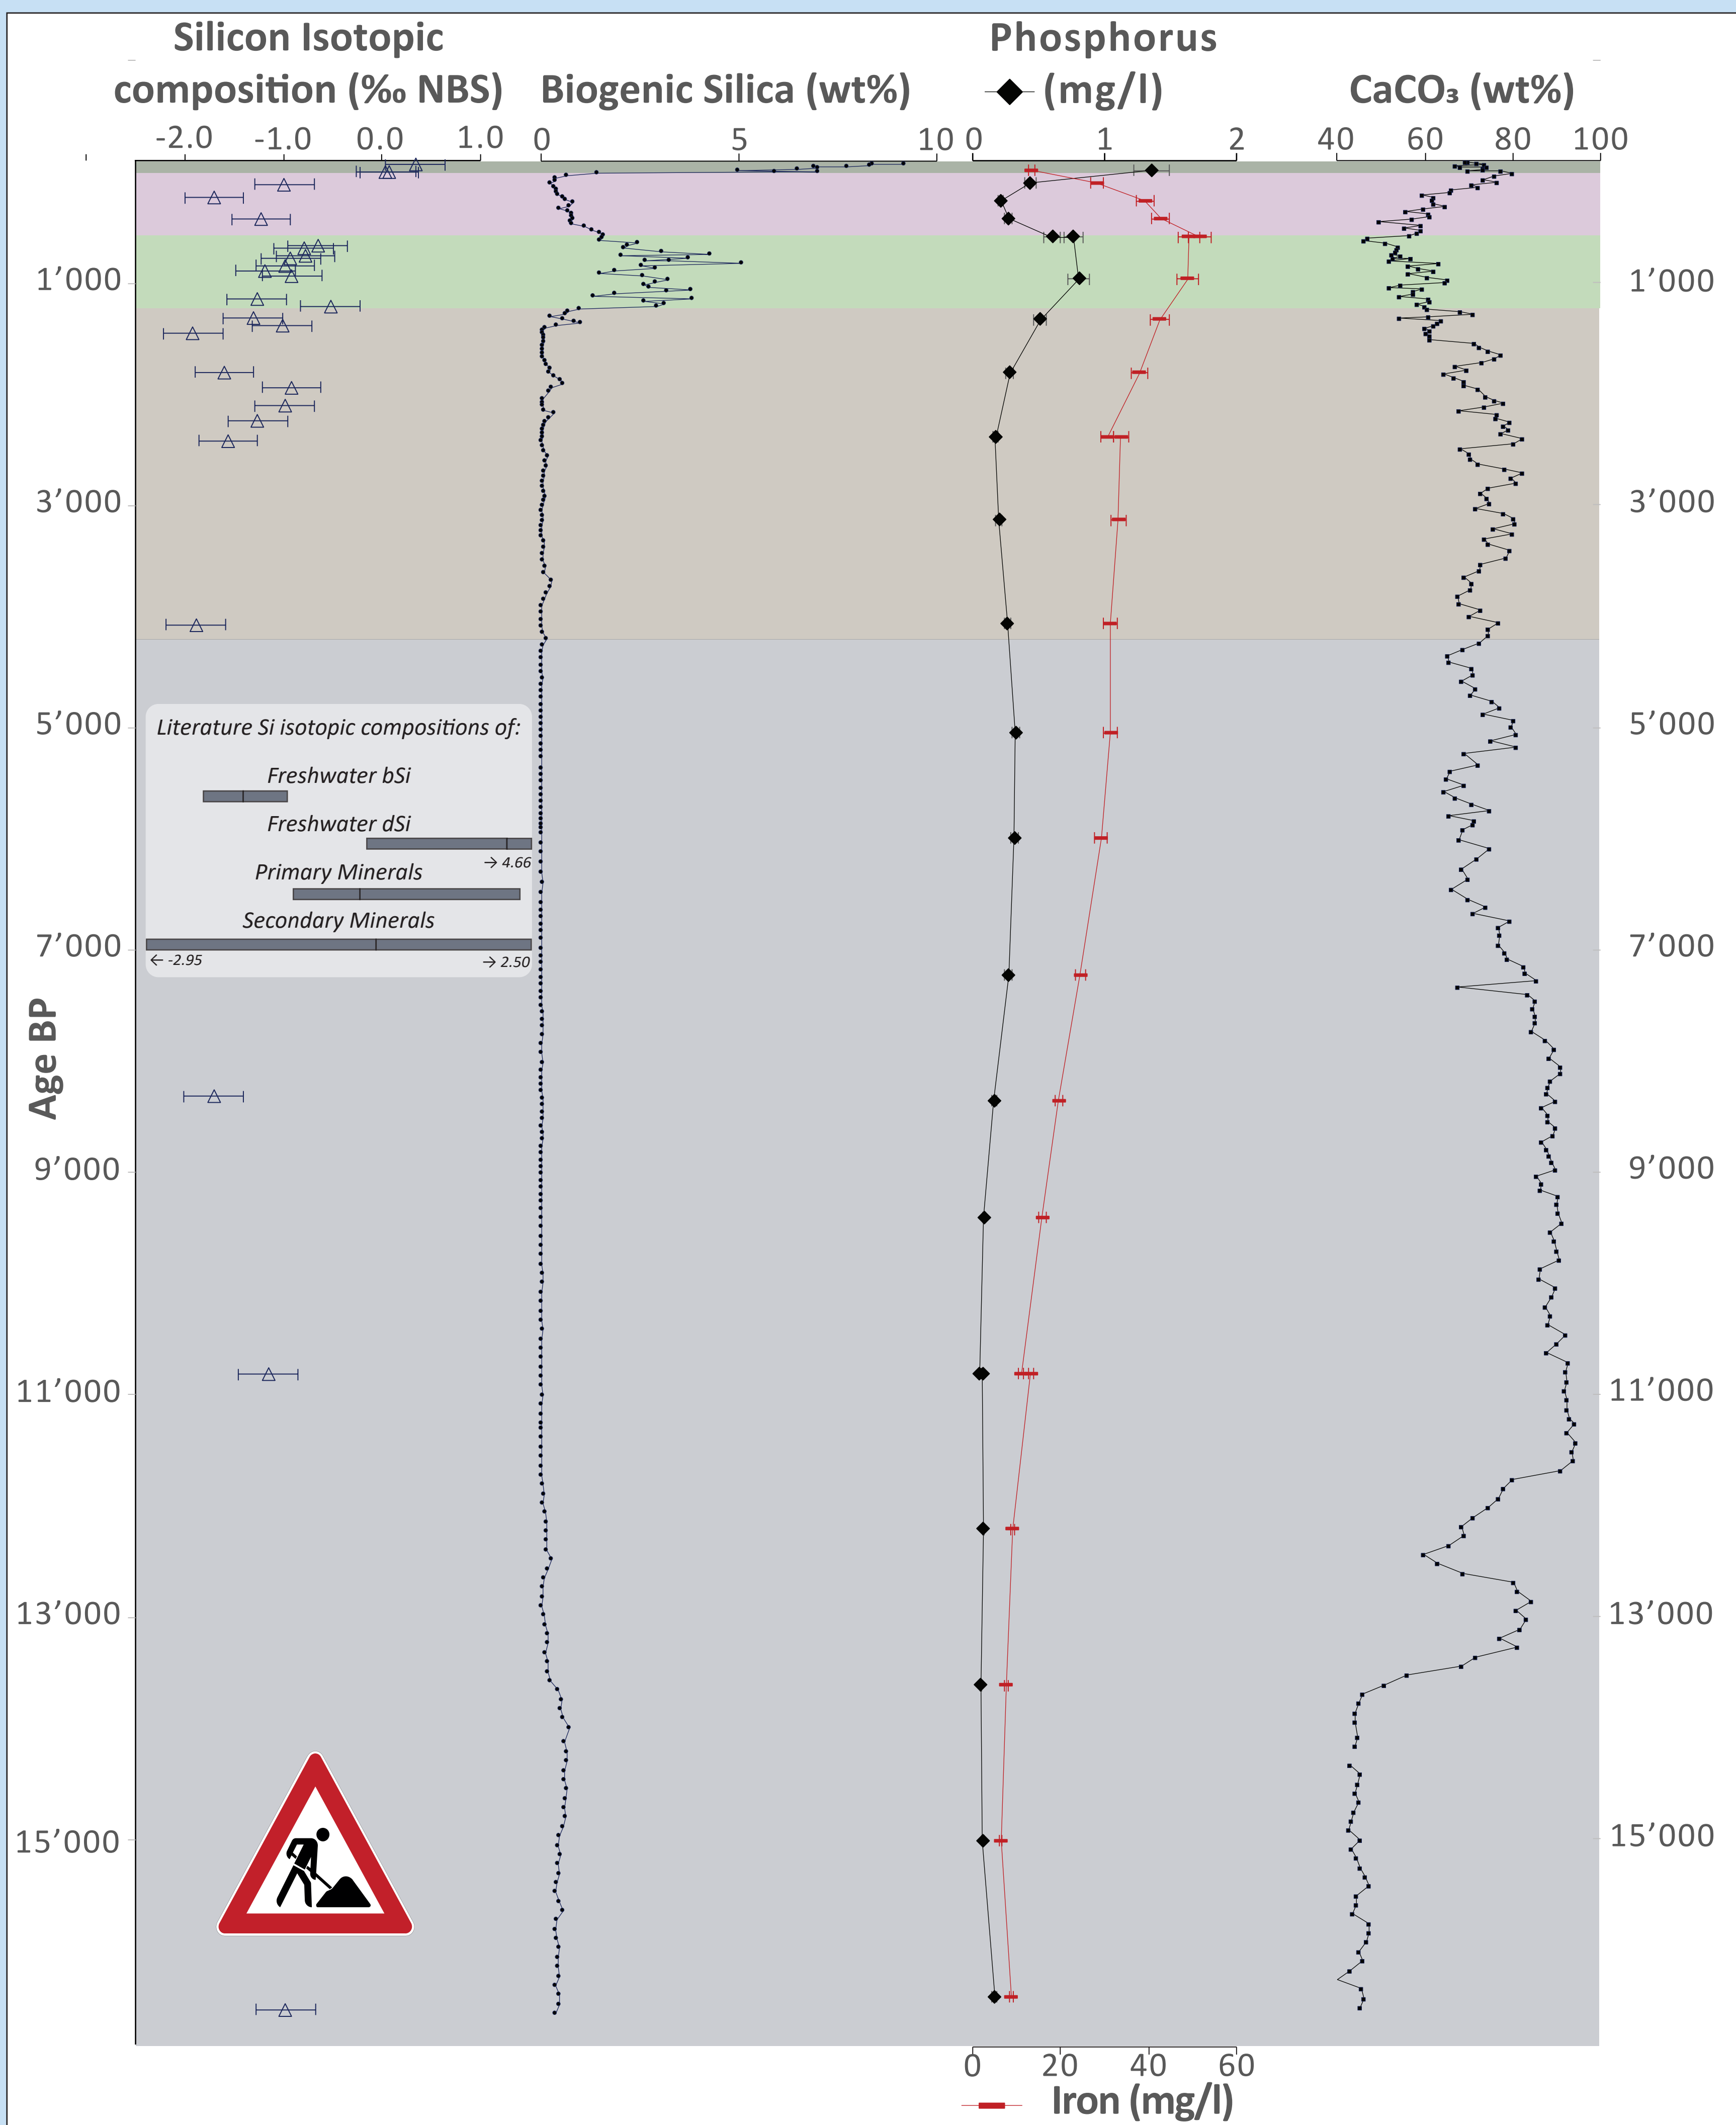 Silicon Isotopic
composition (‰ NBS)
Biogenic Silica (wt%)
Phosphorus
(mg/l)
CaCO₃ (wt%)
-2.0 -1.0 0.0 1.0
0 5 10
0 1 2
40 60 80 100
1’000 1’000
3’000 3’000
5’000 5’000
7’000 7’000
9’000 9’000
11’000 11’000
13’000 13’000
15’000 15’000
Age BP
Literature Si isotopic compositions of:
Freshwater bSi
Freshwater dSi
→ 4.66
Primary Minerals
Secondary Minerals
← -2.95 → 2.50
0 20 40 60
Iron (mg/l)